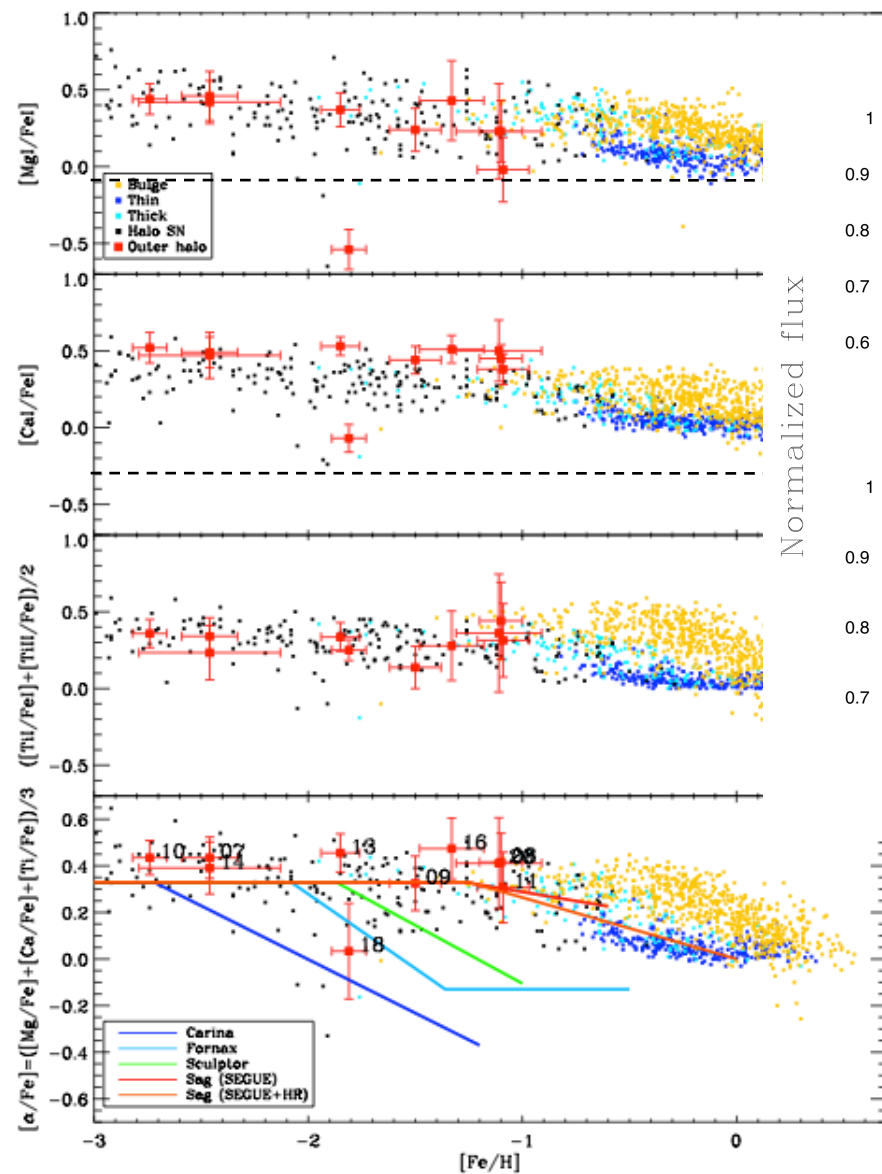 1.0
0.5
0.0
-0.5
[MgI/FeI]
Bulge
Thin
Thick
Halo SN
Outer halo
1.0
0.5
0.0
-0.5
[CaI/FeI]
1.0
0.5
0.0
-0.5
([TiI/FeI]+[TiII/Fe])/2
0.6
0.4
0.2
0.0
-0.2
-0.4
-0.6
[α/Fe]=([Mg/Fe]+[Ca/Fe]+[Ti/Fe])/3
10
07
14
13
18
09
16
11
Carina
Fornax
Sculptor
Sag (SEGUE)
Sag (SEGUE+HR)
-3
-2
-1
0
[Fe/H]
Normalized flux
1
0.9
0.8
0.7
0.6
1
0.9
0.8
0.7